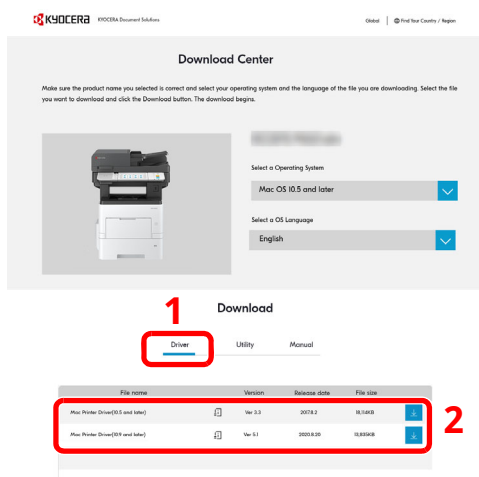 KYOCERA KYOCERA Document Solutions Global Find Your Country / Region
Download Center
Make sure the product name you selected is correct and select your operating system and the language of the file you are downloading. Select the file
you want to download and click the Download button. The download begins.
Select a Operating System
Mac OS 10.5 and later
Select a OS Language
English
1
Download
Driver Utility Manual
File name Version Release date File size
Mac Printer Driver(10.5 and later) Ver 3.3 2017.8.2 18,114KB
2
Mac Printer Driver(10.9 and later) Ver 5.1 2020.8.20 13,835KB